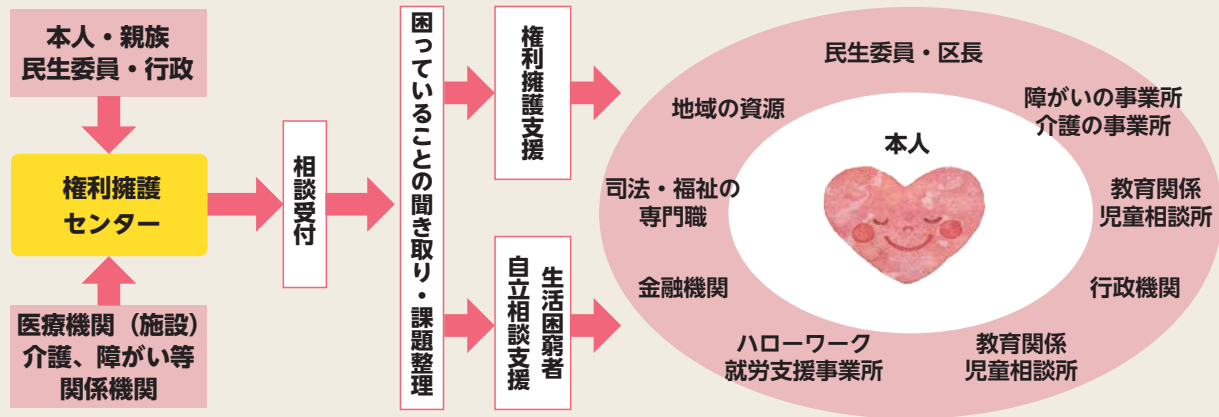 本人・親族
民生委員・行政
権利擁護
センター
医療機関（施設）
介護、障がい等
関係機関
相談受付
困っていることの聞き取り・課題整理
権利擁護支援
生活困窮者
自立相談支援
民生委員・区長
地域の資源
障がいの事業所
介護の事業所
本人
司法・福祉の
専門職
教育関係
児童相談所
金融機関
行政機関
ハローワーク
就労支援事業所
教育関係
児童相談所